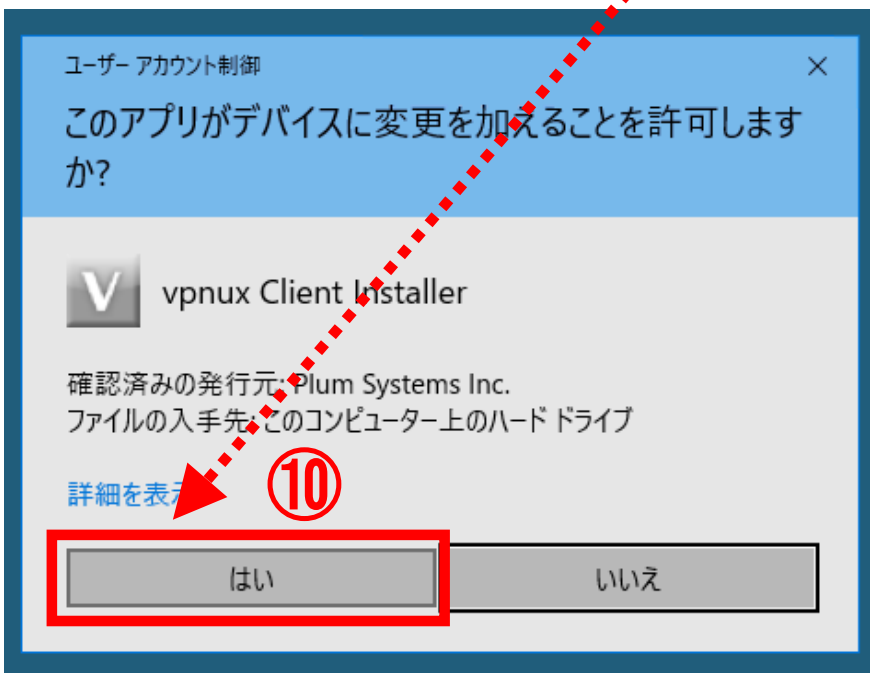 ユーザー アカウント制御
このアプリがデバイスに変更を加えることを許可します
か?
V
vpnux Client Installer
確認済みの発行元: Plum Systems Inc.
ファイルの入手先: このコンピューター上のハード ドライブ
詳細を表示
⑩
はい
いいえ